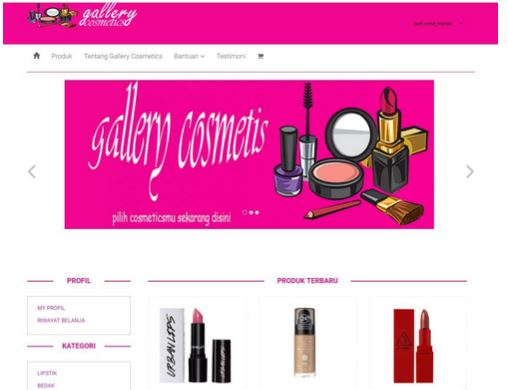 gallery
cosmetics
Produk Tentang Gallery Cosmetics Bantuan Testimoni
gallery cosmetis
pilih cosmeticsmu sekarang disini
PROFIL
PRODUK TERBARU
MY PROFIL
RIWAYAT BELANJA
URBAN LIPS
KATEGORI
LIPSTIK
BEDAK